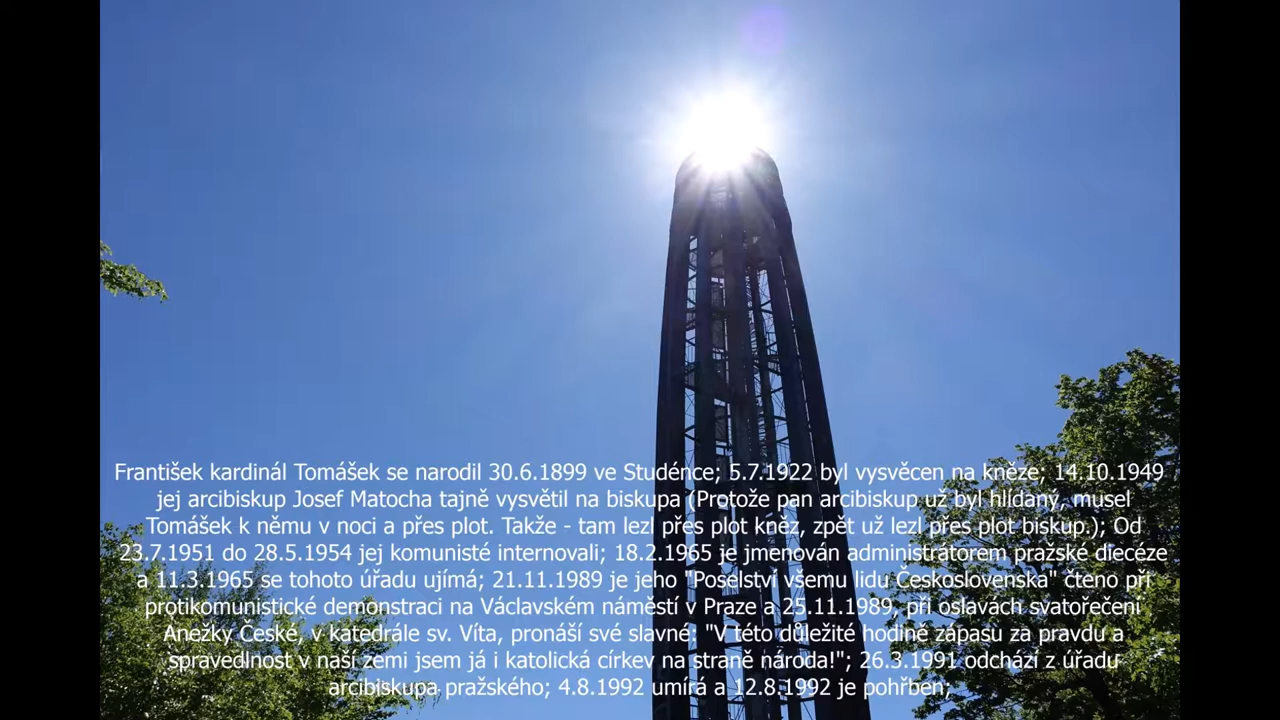 František kardinál Tomášek se narodil 30.6.1899 ve Studénce; 5.7.1922 byl vysvěcen na kněze; 14.10.1949
jej arcibiskup Josef Matocha tajně vysvětil na biskupa (Protože pan arcibiskup už byl hlídaný, musel
Tomášek k němu v noci a přes plot. Takže - tam lezl přes plot kněz, zpět už lezl přes plot biskup.); Od
23.7.1951 do 28.5.1954 jej komunisté internovali; 18.2.1965 je jmenován administrátorem pražské diecéze
a 11.3.1965 se tohoto úřadu ujímá; 21.11.1989 je jeho "Poselství všemu lidu Československa" čteno při
protikomunistické demonstraci na Václavském náměstí v Praze a 25.11.1989, při oslavách svatořečení
Anežky České, v katedrále sv. Víta, pronáší své slavné: "V této důležité hodině zápasu za pravdu a
spravedlnost v naší zemi jsem já i katolická církev na straně národa!"; 26.3.1991 odchází z úřadu
arcibiskupa pražského; 4.8.1992 umírá a 12.8.1992 je pohřben;